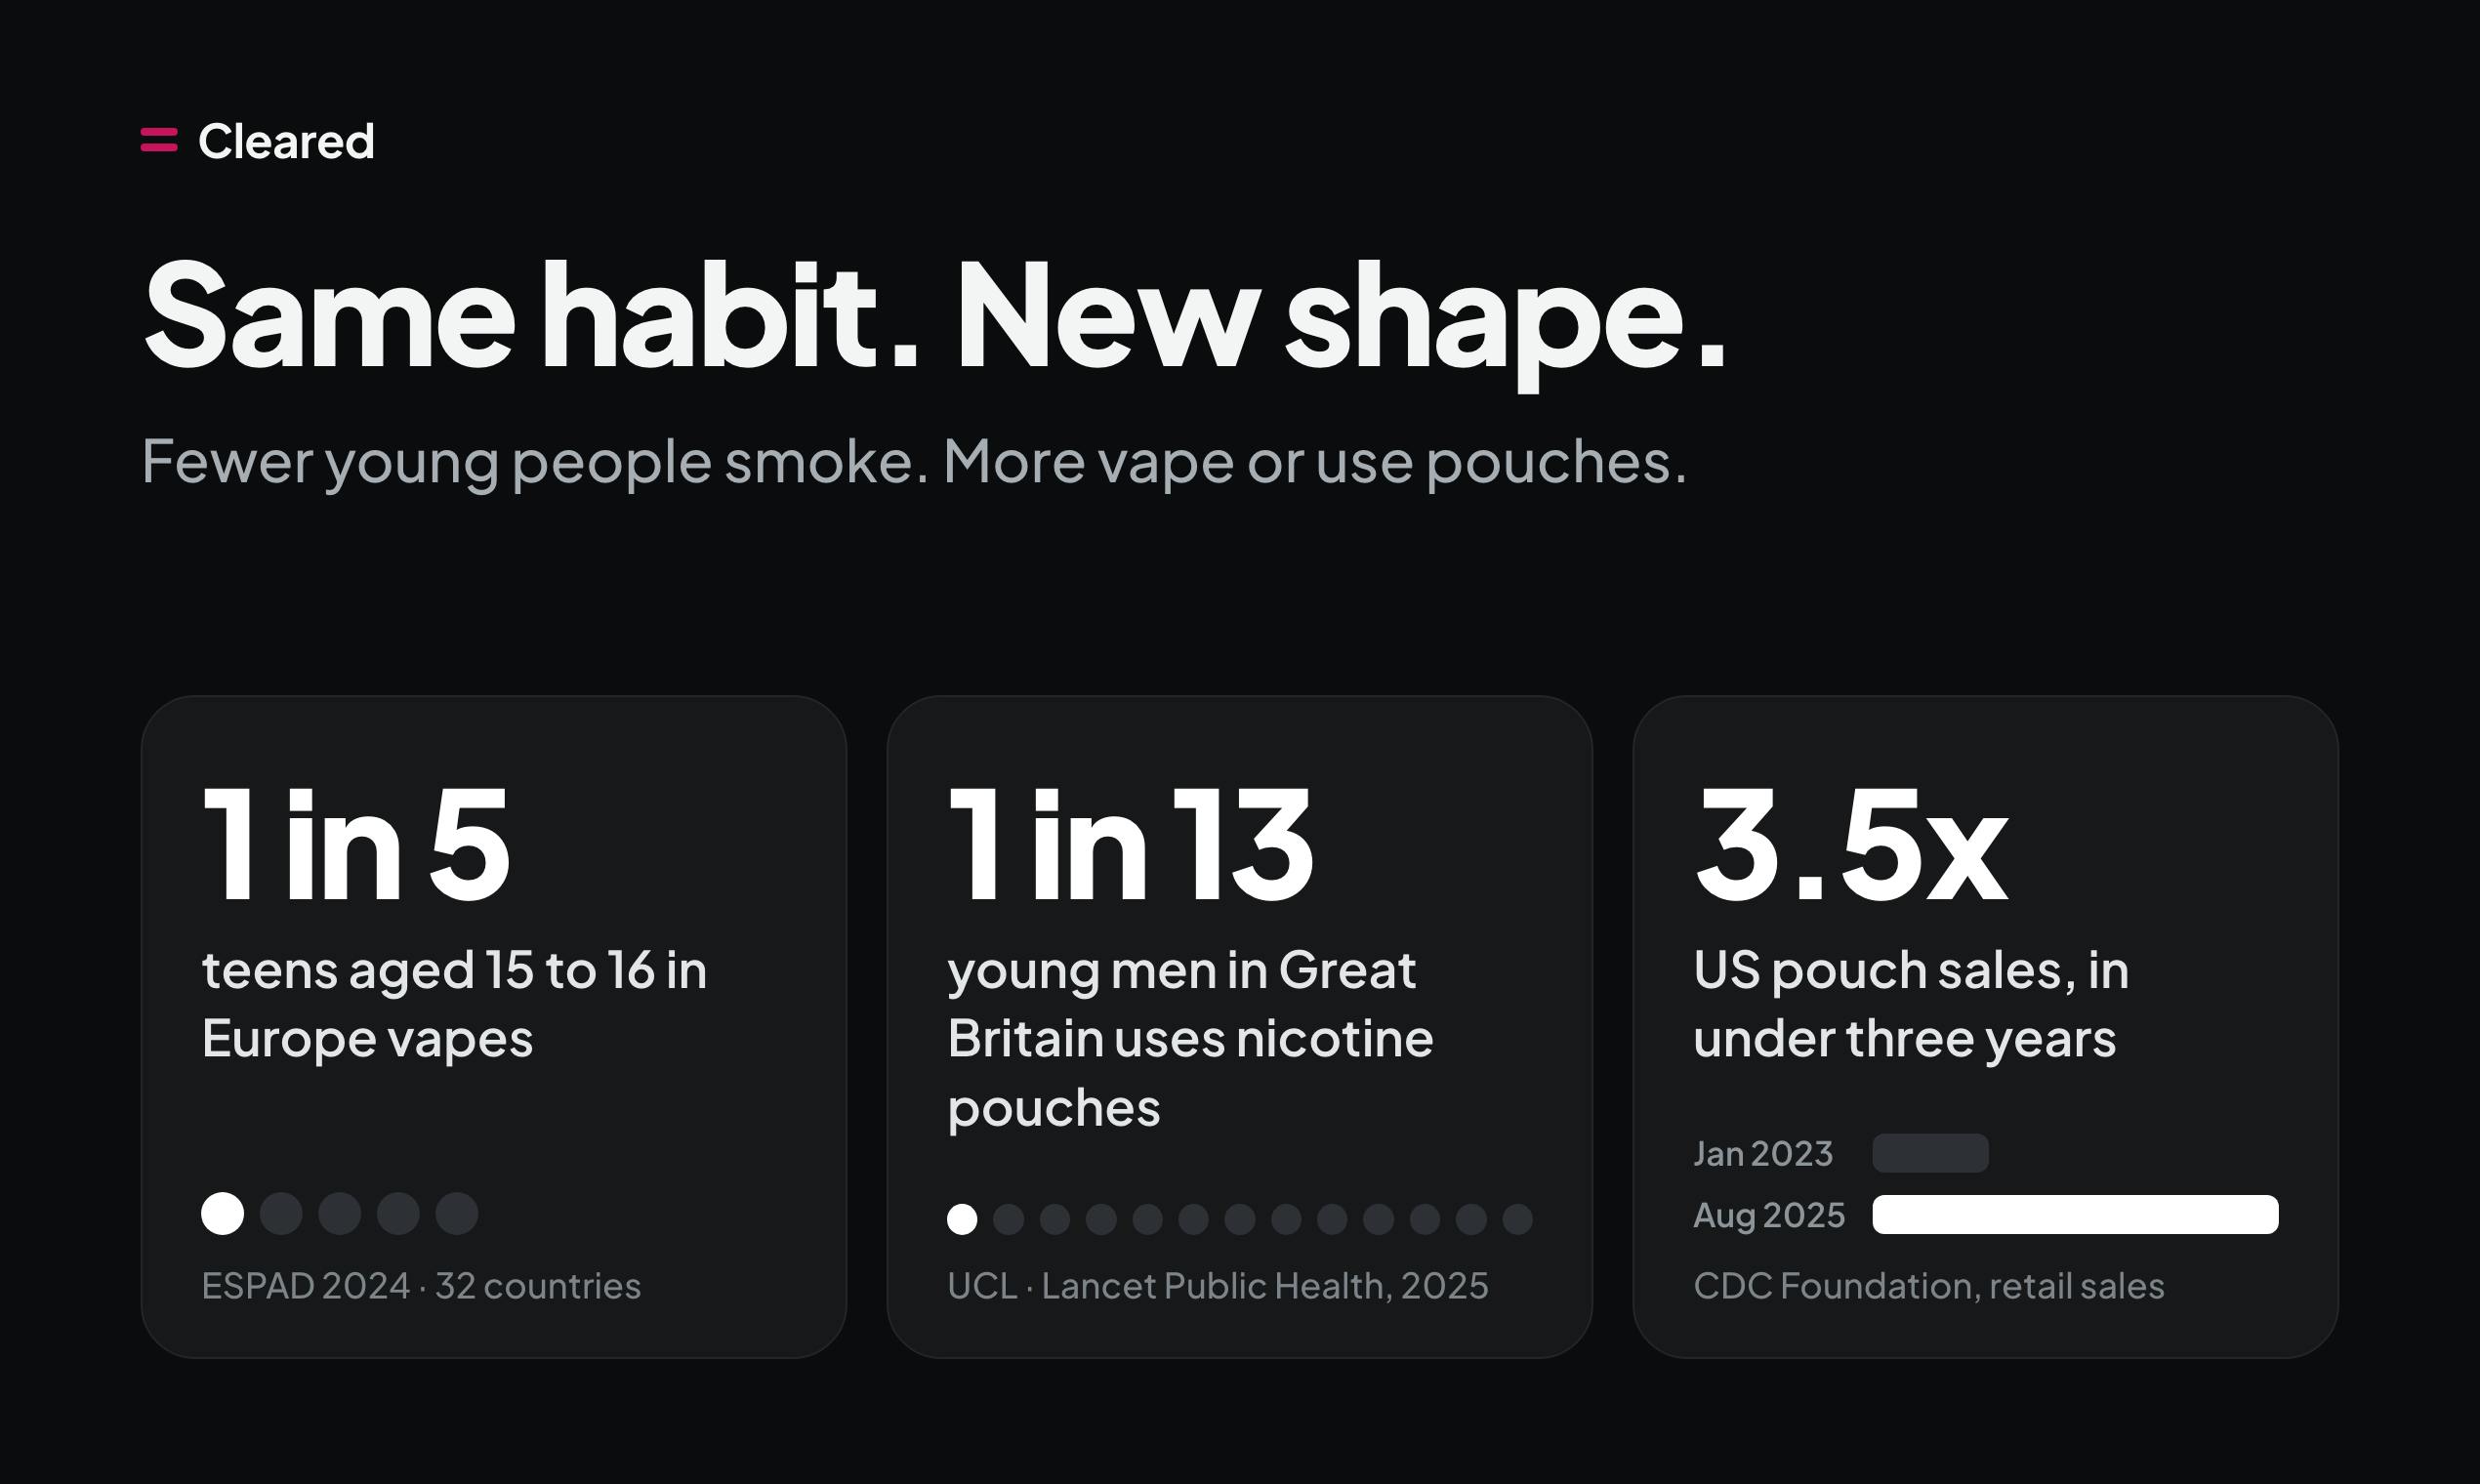 Cleared
Same habit. New shape.
Fewer young people smoke. More vape or use pouches.
1 in 5
teens aged 15 to 16 in
Europe vapes
ESPAD 2024 · 32 countries
1 in 13
young men in Great
Britain uses nicotine
pouches
UCL · Lancet Public Health, 2025
3.5x
US pouch sales, in
under three years
Jan 2023
Aug 2025
CDC Foundation, retail sales